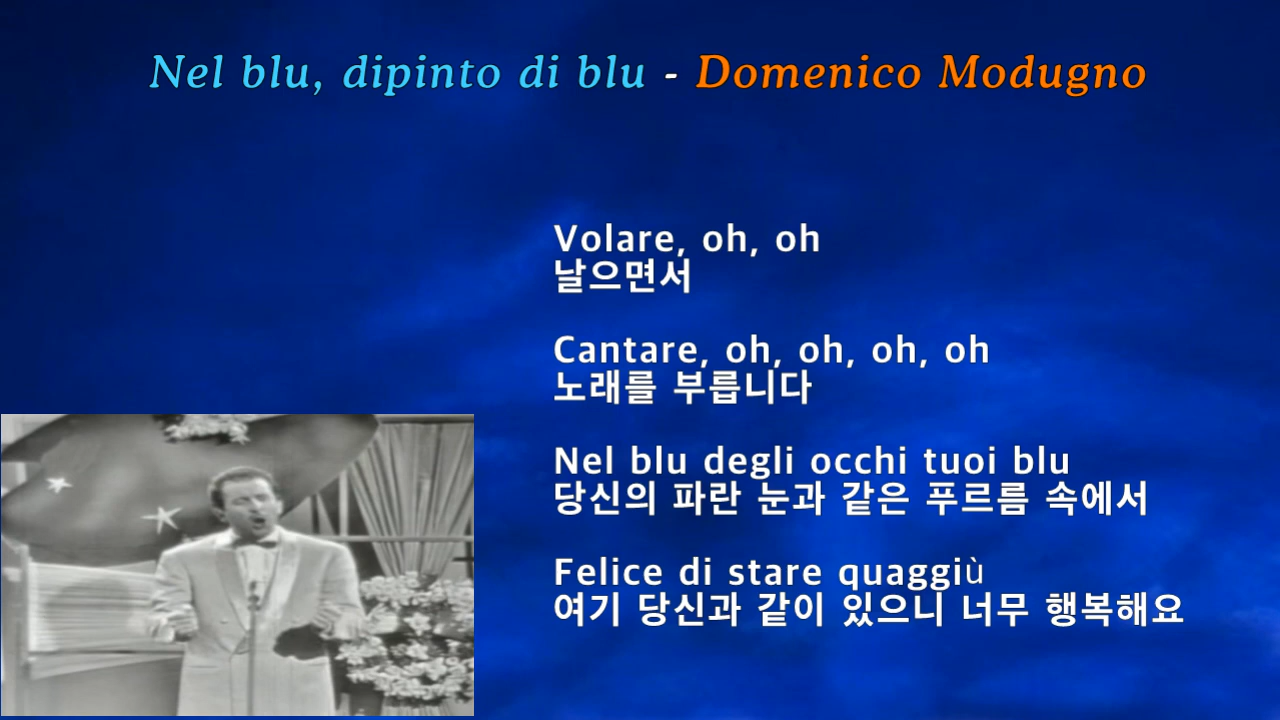 Nel blu, dipinto di blu - Domenico Modugno
Volare, oh, oh
날으면서
Cantare, oh, oh, oh, oh
노래를 부릅니다
Nel blu degli occhi tuoi blu
당신의 파란 눈과 같은 푸르름 속에서
Felice di stare quaggiù
여기 당신과 같이 있으니 너무 행복해요